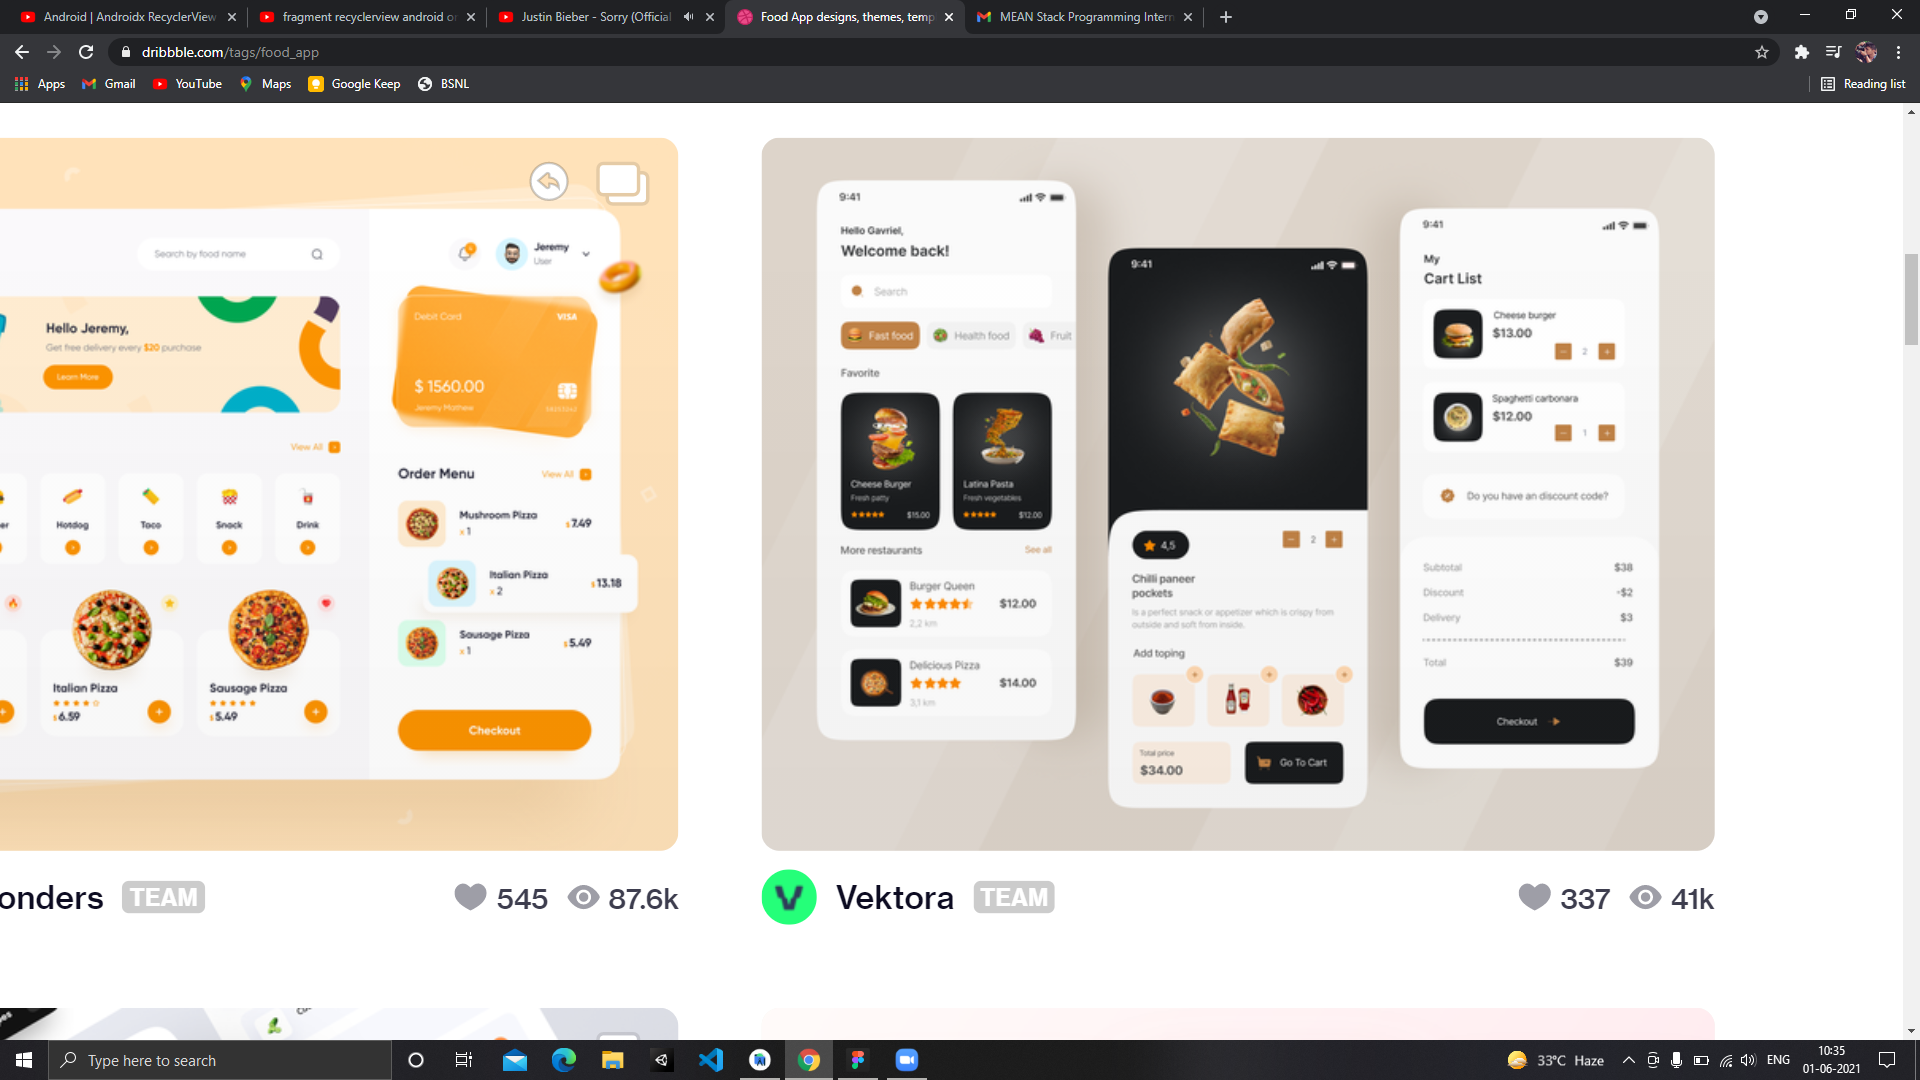 Android | Androidx RecyclerView
fragment recyclerview android or
Justin Bieber - Sorry (Official
Food App designs, themes, temp
MEAN Stack Programming Intern
dribbble.com/tags/food_app
Apps
Gmail
YouTube
Maps
Google Keep
BSNL
Reading list
Search by food name
Jeremy
User
Hello Jeremy,
Get free delivery every $20 purchase
Learn More
View All
Debit Card
VISA
$ 1560.00
Jeremy Mathew
Order Menu
View All
Hotdog
Taco
Snack
Drink
Mushroom Pizza
x 1
$ 7.49
Italian Pizza
x 2
$ 13.18
Sausage Pizza
x 1
$ 5.49
Italian Pizza
$ 6.59
Sausage Pizza
$ 5.49
Checkout
9:41
Hello Gavriel,
Welcome back!
Search
Fast food
Health food
Fruit
Favorite
Cheese Burger
Fresh patty
$15.00
Latina Pasta
Fresh vegetables
$12.00
More restaurants
See all
Burger Queen
$12.00
2,2 km
Delicious Pizza
$14.00
3,1 km
9:41
4,5
2
Chilli paneer
pockets
Is a perfect snack or appetizer which is crispy from
outside and soft from inside.
Add toping
Total price
$34.00
Go To Cart
9:41
My
Cart List
Cheese burger
$13.00
2
Spaghetti carbonara
$12.00
1
Do you have an discount code?
Subtotal
$38
Discount
-$2
Delivery
$3
Total
$39
Checkout
onders
TEAM
545
87.6k
Vektora
TEAM
337
41k
Type here to search
33°C Haze
ENG
10:35
01-06-2021